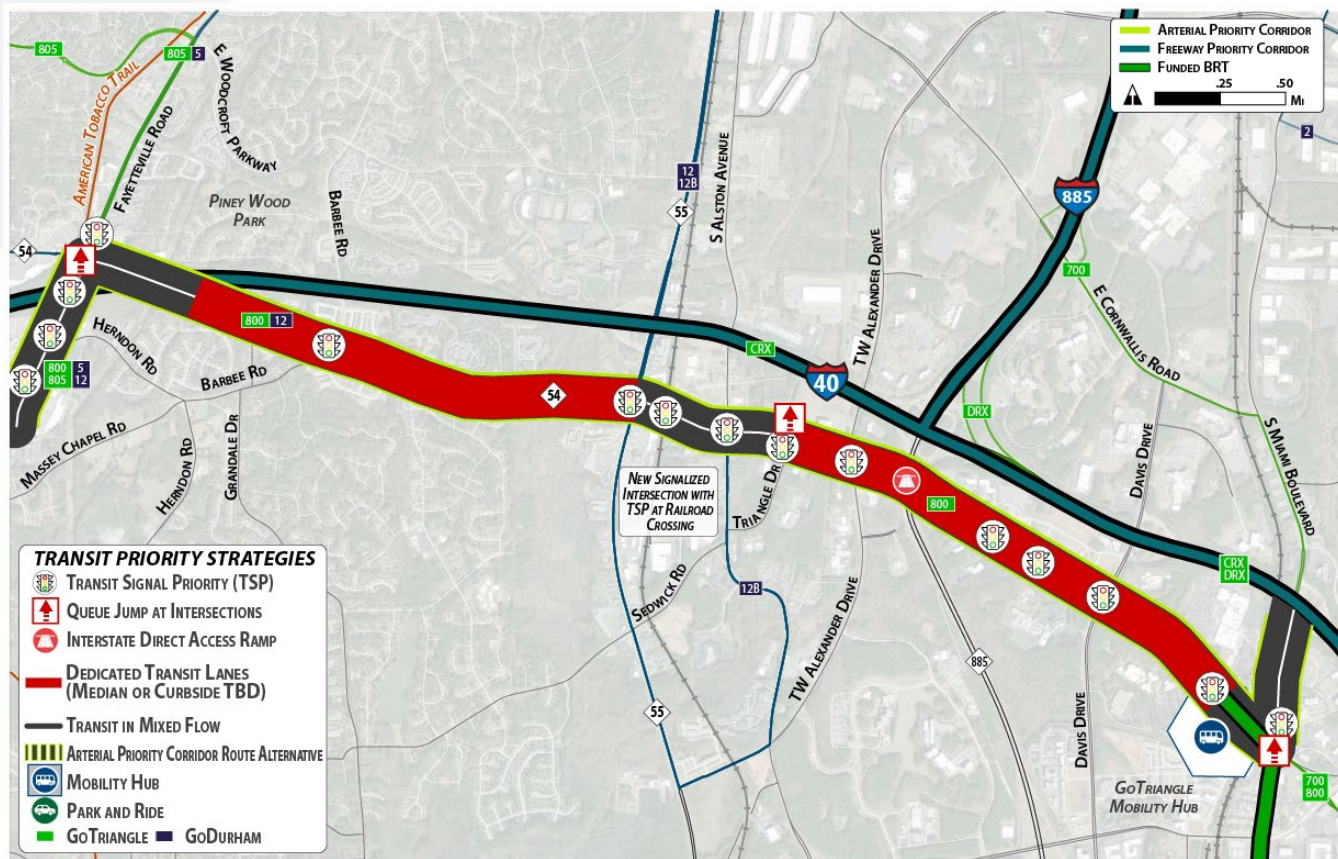 805
805 5
AMERICAN TOBACCO TRAIL
FAYETTEVILLE ROAD
E WOODCROFT PARKWAY
PINEY WOOD
PARK
BARBEE RD
54
HERNDON RD
800 5
805 12
BARBEE RD
MASSEY CHAPEL RD
HERNDON RD
GRANDALE DR
800 12
54
12
12B
55
S ALSTON AVENUE
TW ALEXANDER DRIVE
CRX
40
885
700
E CORNWALLIS ROAD
DRX
DAVIS DRIVE
S MIAMI BOULEVARD
2
ARTERIAL PRIORITY CORRIDOR
FREEWAY PRIORITY CORRIDOR
FUNDED BRT
.25 .50
MI
NEW SIGNALIZED
INTERSECTION WITH
TSP AT RAILROAD
CROSSING
TRIANGLE DR
SEDWICK RD
12B
800
CRX
DRX
TW ALEXANDER DRIVE
885
55
DAVIS DRIVE
GOTRIANGLE
MOBILITY HUB
700
800
TRANSIT PRIORITY STRATEGIES
TRANSIT SIGNAL PRIORITY (TSP)
QUEUE JUMP AT INTERSECTIONS
INTERSTATE DIRECT ACCESS RAMP
DEDICATED TRANSIT LANES
(MEDIAN OR CURBSIDE TBD)
TRANSIT IN MIXED FLOW
ARTERIAL PRIORITY CORRIDOR ROUTE ALTERNATIVE
MOBILITY HUB
PARK AND RIDE
GOTRIANGLE GODURHAM